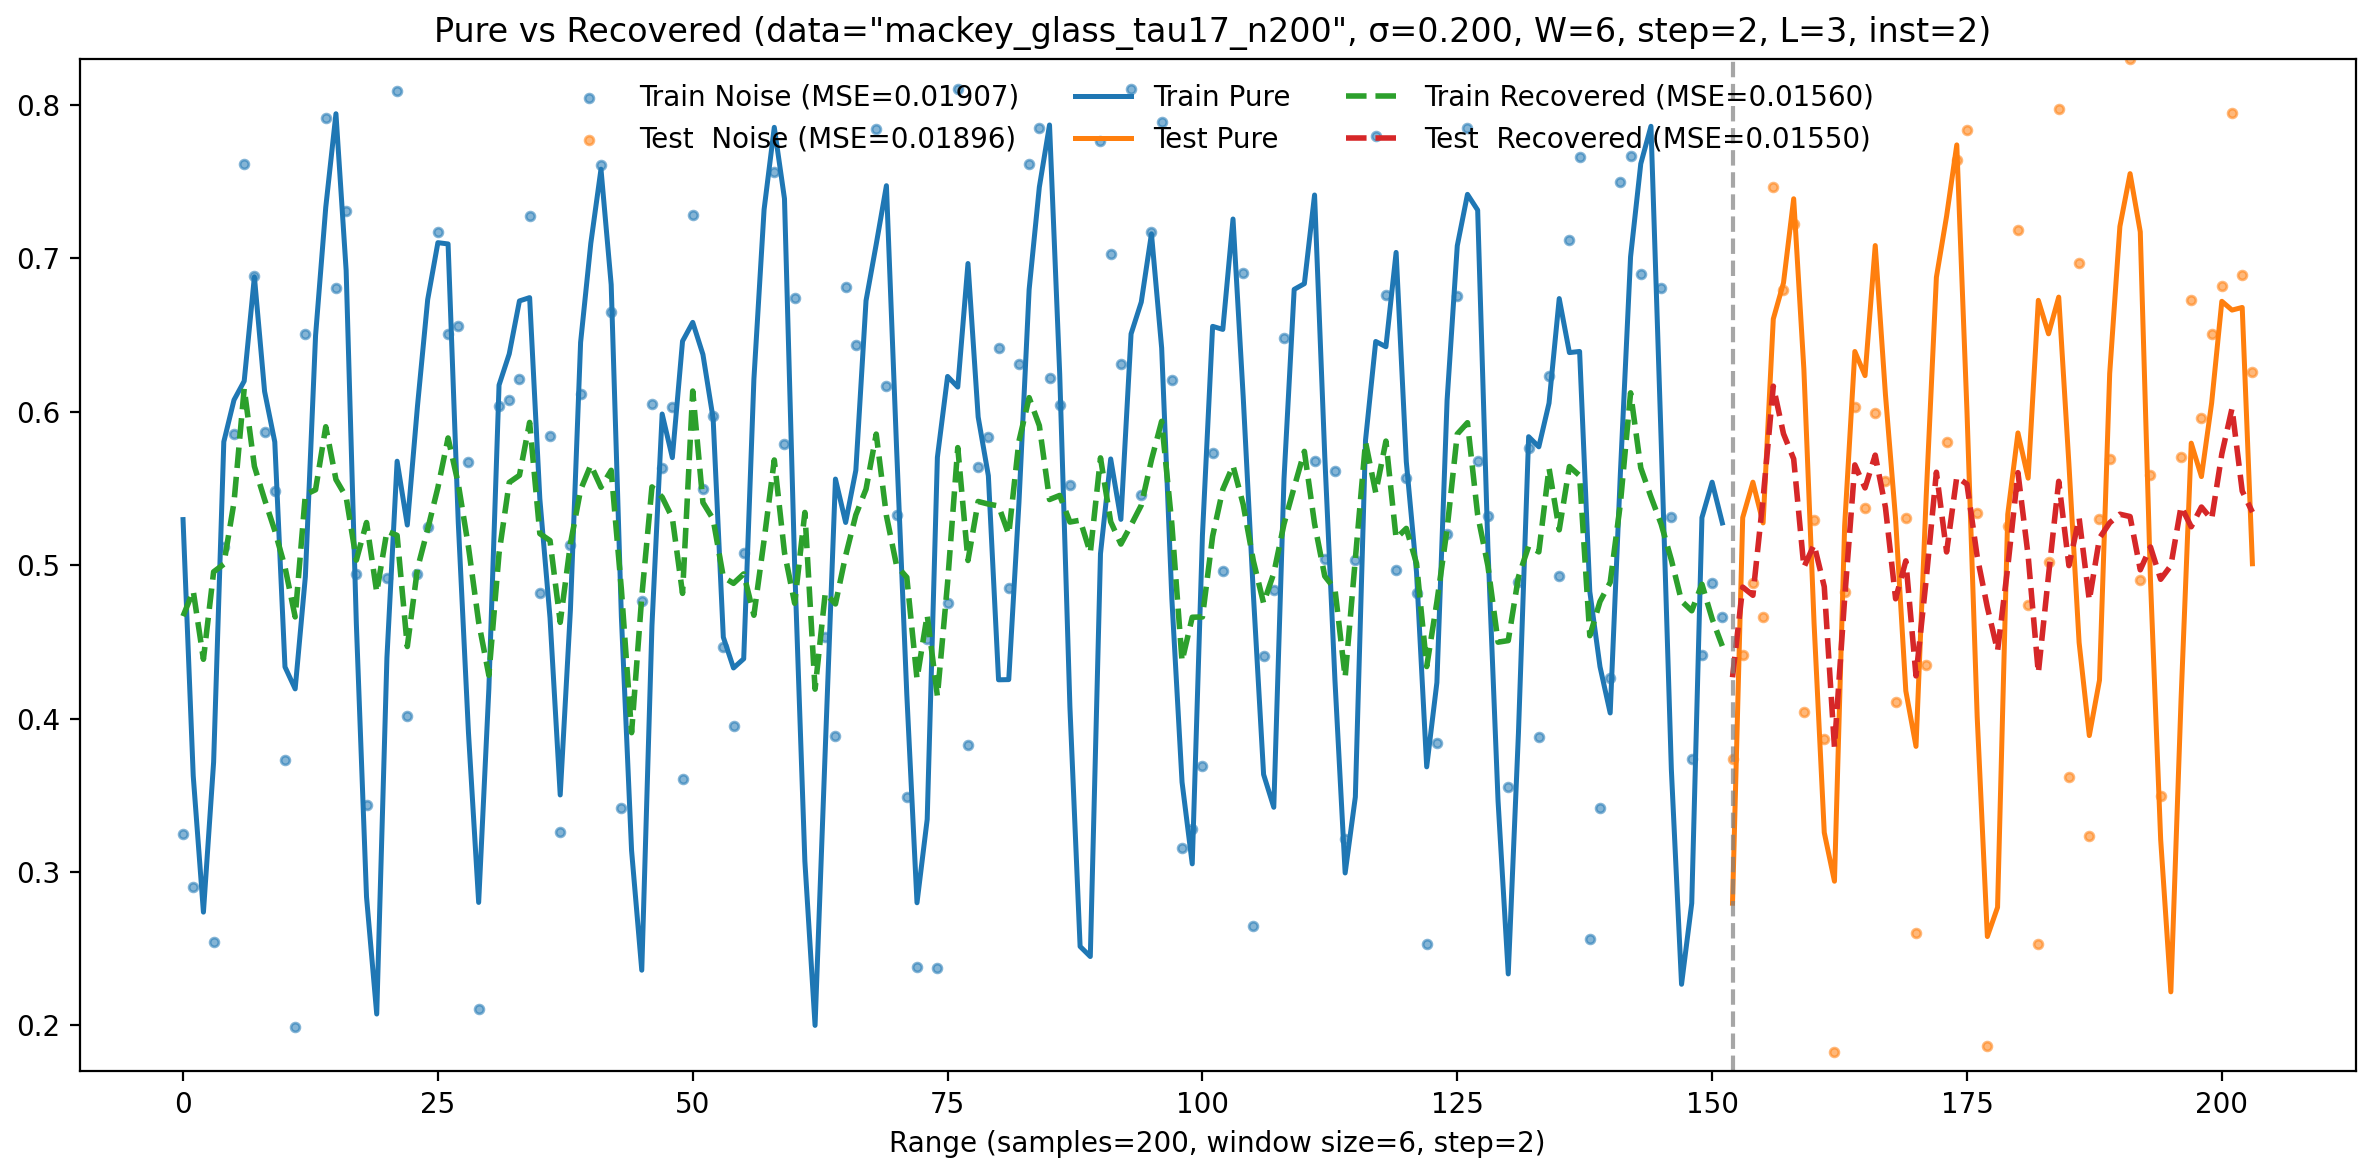 Pure vs Recovered (data="mackey_glass_tau17_n200", σ=0.200, W=6, step=2, L=3, inst=2)
Train Noise (MSE=0.01907)
Test  Noise (MSE=0.01896)
Train Pure
Test Pure
Train Recovered (MSE=0.01560)
Test  Recovered (MSE=0.01550)
0.8
0.7
0.6
0.5
0.4
0.3
0.2
0 25 50 75 100 125 150 175 200
Range (samples=200, window size=6, step=2)